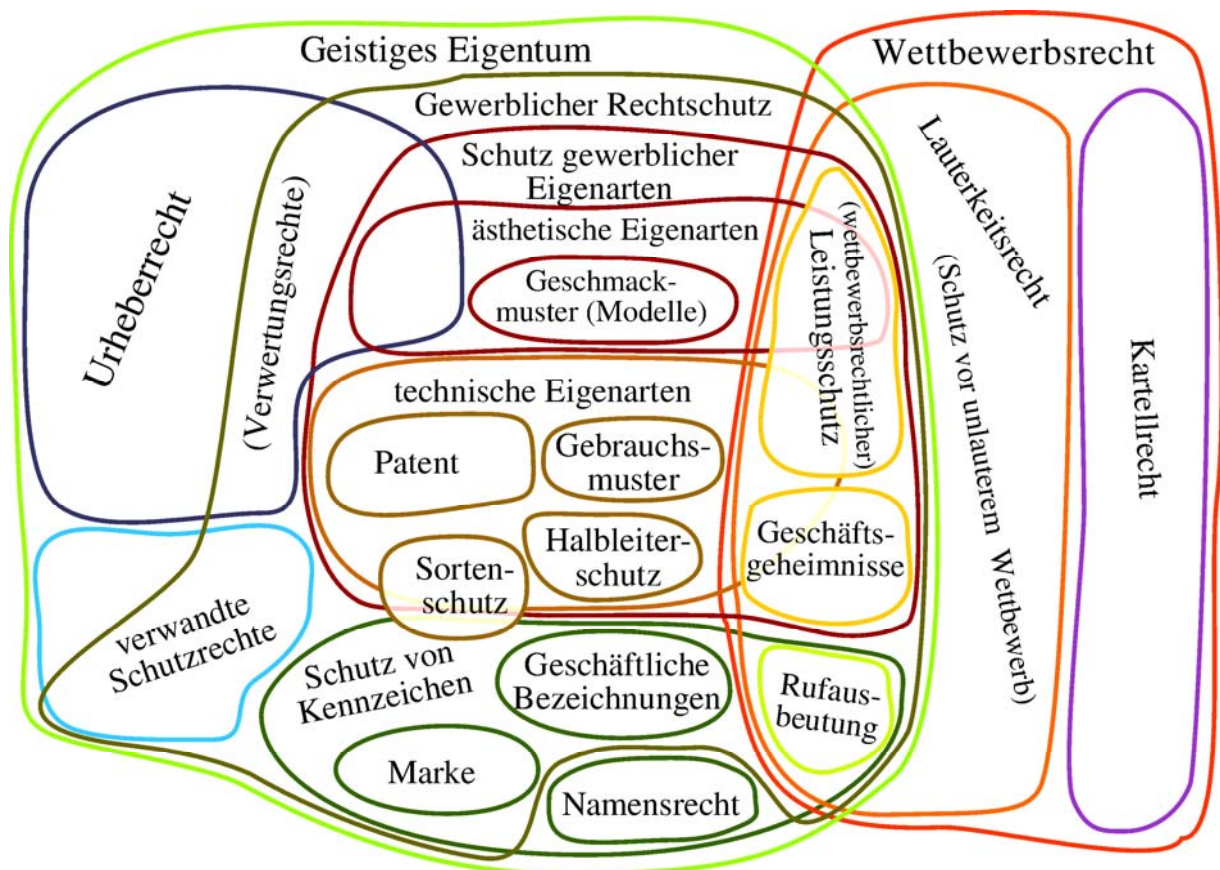 Geistiges Eigentum
Wettbewerbsrecht
Gewerblicher Rechtschutz
Schutz gewerblicher
Eigenarten
ästhetische Eigenarten
Geschmack-
muster (Modelle)
Urheberrecht
(Verwertungsrechte)
technische Eigenarten
Patent
Gebrauchs-
muster
Halbleiter-
schutz
Sorten-
schutz
(wettbewerbsrechtlicher)
Leistungsschutz
Geschäfts-
geheimnisse
Lauterkeitsrecht
(Schutz vor unlauterem Wettbewerb)
Kartellrecht
verwandte
Schutzrechte
Schutz von
Kennzeichen
Geschäftliche
Bezeichnungen
Rufaus-
beutung
Marke
Namensrecht